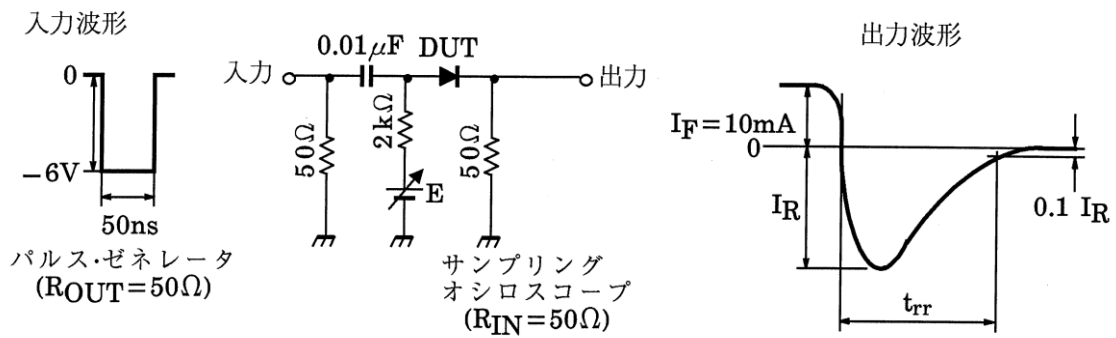 入力波形
0
−6V
50ns
パルス・ゼネレータ
(ROUT=50Ω)
0.01μF DUT
入力
出力
50Ω
2kΩ
E
50Ω
サンプリング
オシロスコープ
(RIN=50Ω)
出力波形
IF=10mA
0
IR
0.1 IR
trr